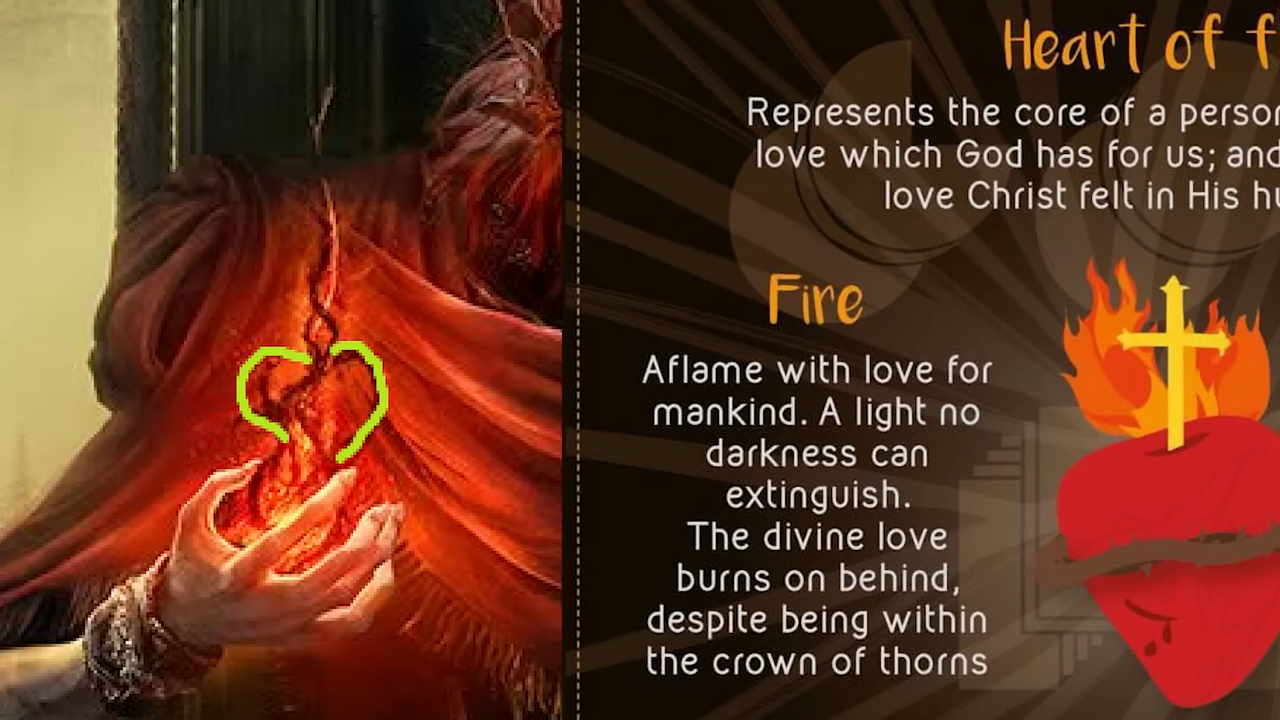 Heart of f
Represents the core of a person
love which God has for us; and
love Christ felt in His hu
Fire
Aflame with love for
mankind. A light no
darkness can
extinguish.
The divine love
burns on behind,
despite being within
the crown of thorns